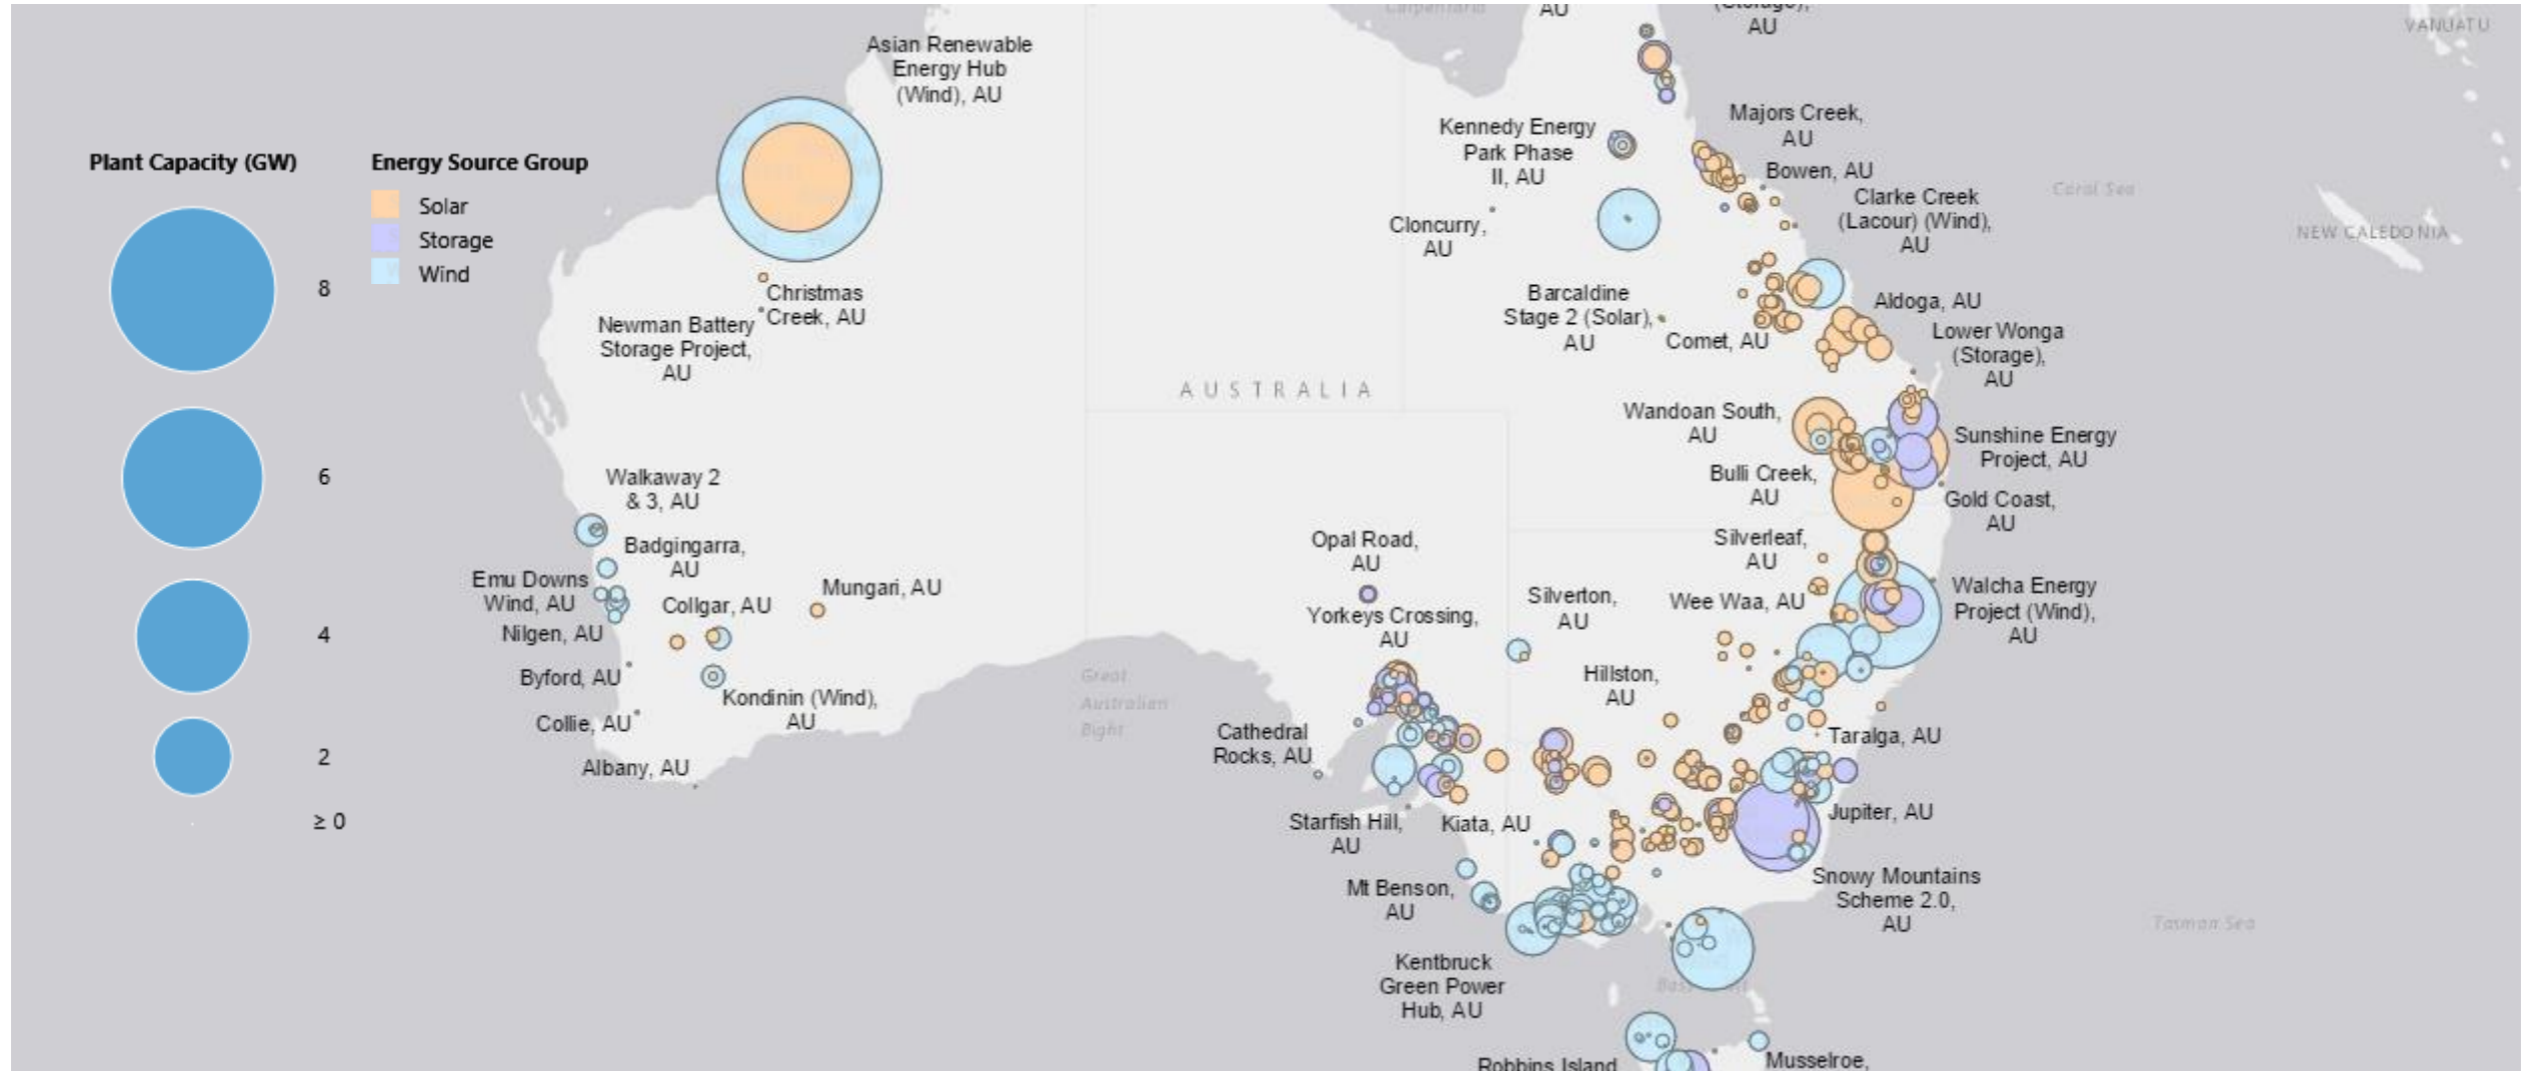 Carpentaria
AU
AU
VANUATU
Asian Renewable
Energy Hub
(Wind), AU
Majors Creek,
AU
Kennedy Energy
Park Phase
II, AU
Bowen, AU
Plant Capacity (GW)
8
6
4
2
≥ 0
Energy Source Group
Solar
Storage
Wind
Coral Sea
NEW CALEDONIA
Clarke Creek
(Lacour) (Wind),
AU
Cloncurry,
AU
Christmas
Creek, AU
Newman Battery
Storage Project,
AU
Barcaldine
Stage 2 (Solar),
AU
Comet, AU
Aldoga, AU
Lower Wonga
(Storage),
AU
AUSTRALIA
Wandoan South,
AU
Sunshine Energy
Project, AU
Bulli Creek,
AU
Gold Coast,
AU
Walkaway 2
& 3, AU
Badgingarra,
AU
Emu Downs
Wind, AU
Collgar, AU
Mungari, AU
Nilgen, AU
Byford, AU
Kondinin (Wind),
AU
Collie, AU
Albany, AU
Opal Road,
AU
Silverleaf,
AU
Yorkeys Crossing,
AU
Silverton,
AU
Wee Waa, AU
Walcha Energy
Project (Wind),
AU
Great
Australian
Bight
Hillston,
AU
Cathedral
Rocks, AU
Taralga, AU
Starfish Hill,
AU
Kiata, AU
Jupiter, AU
Mt Benson,
AU
Snowy Mountains
Scheme 2.0,
AU
Tasman Sea
Kentbruck
Green Power
Hub, AU
Robbins Island
Musselroe,